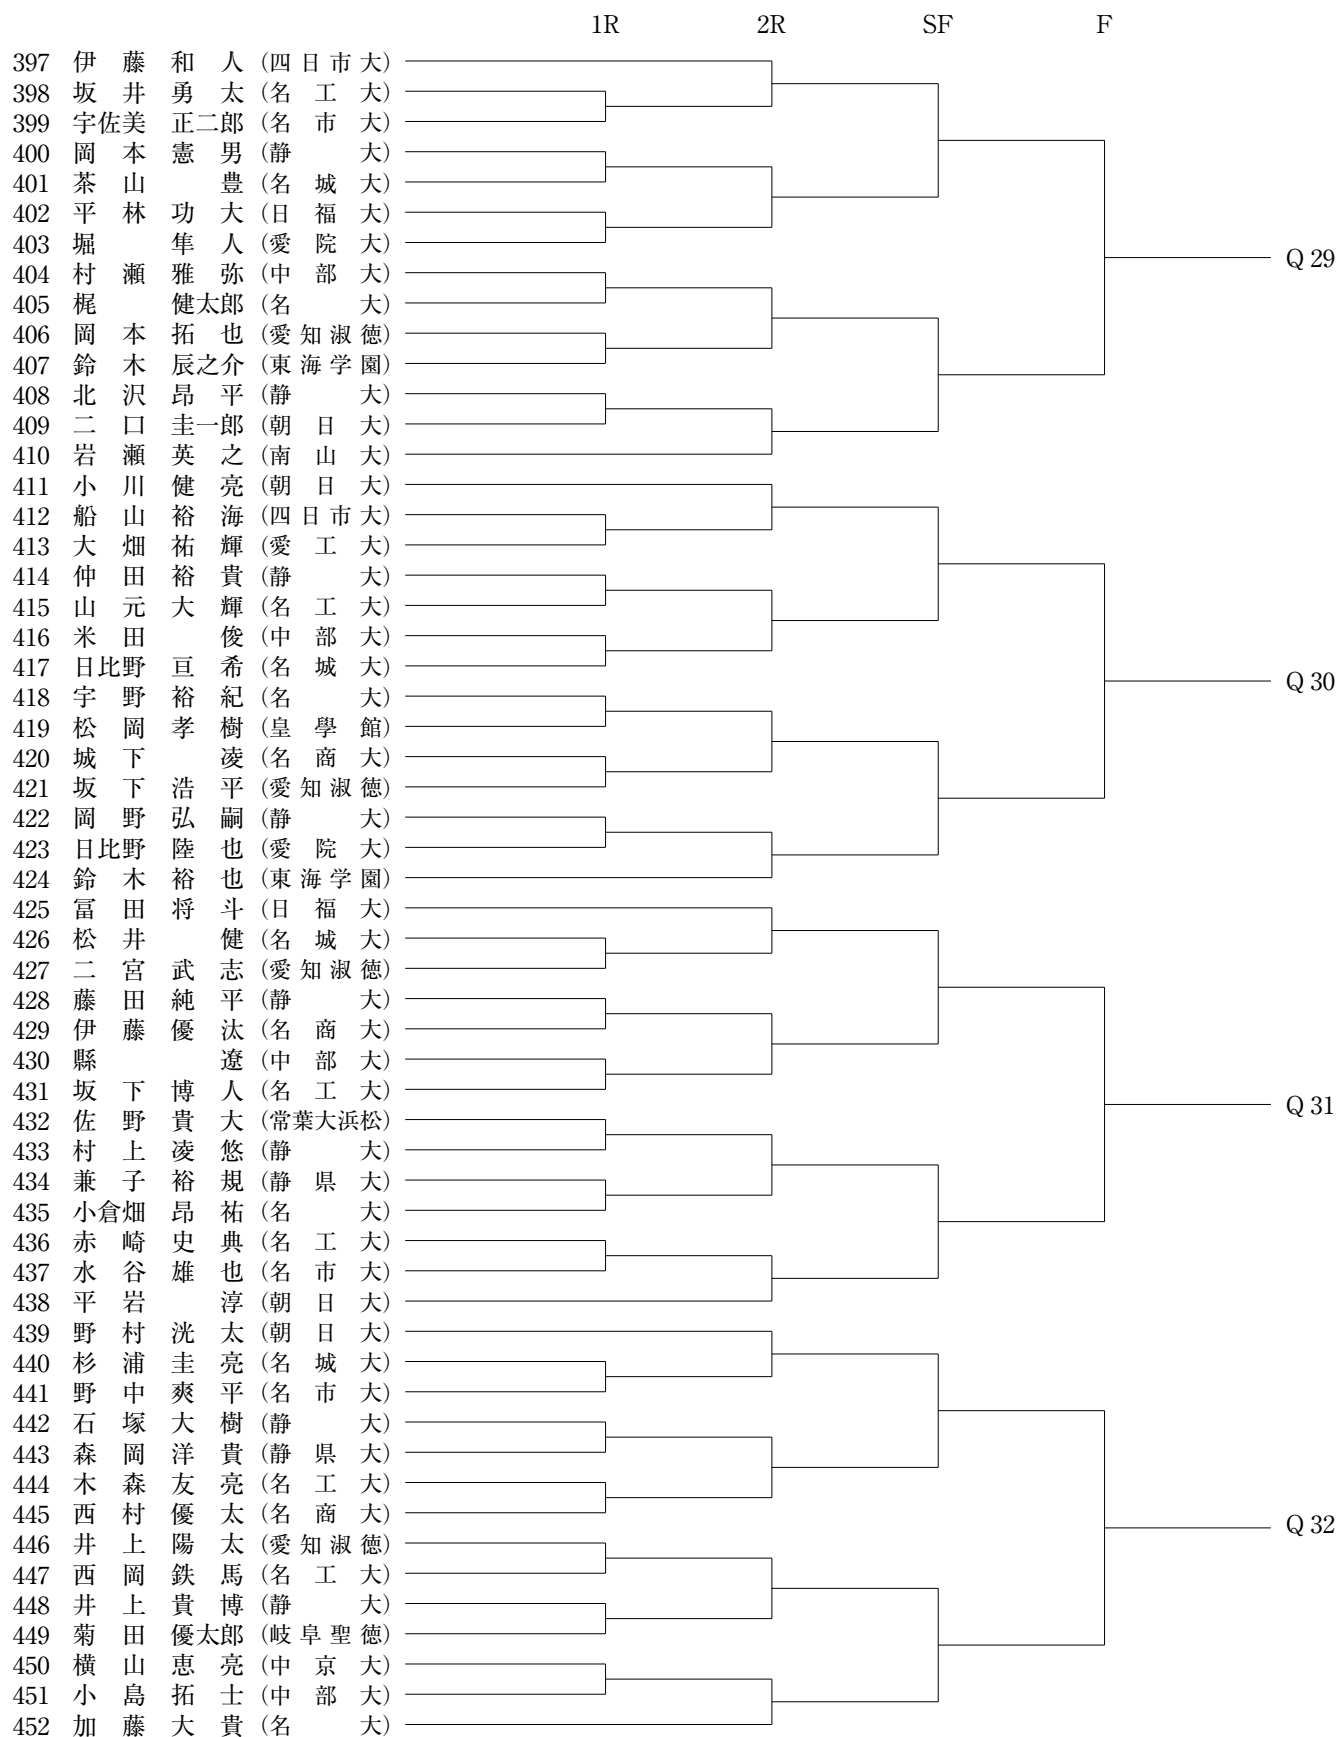 1R 2R SF F
397 伊藤和人 (四日市大)
398 坂井勇太 (名工大)
399 宇佐美正二郎 (名市大)
400 岡本憲男 (静大)
401 茶山豊 (名城大)
402 平林功大 (日福大)
403 堀隼人 (愛院大)
Q 29
404 村瀬雅弥 (中部大)
405 梶健太郎 (名大)
406 岡本拓也 (愛知淑徳)
407 鈴木辰之介 (東海学園)
408 北沢昂平 (静大)
409 二口圭一郎 (朝日大)
410 岩瀬英之 (南山大)
411 小川健亮 (朝日大)
412 船山裕海 (四日市大)
413 大畑祐輝 (愛工大)
414 仲田裕貴 (静大)
415 山元大輝 (名工大)
416 米田俊 (中部大)
417 日比野亘希 (名城大)
Q 30
418 宇野裕紀 (名大)
419 松岡孝樹 (皇學館)
420 城下凌 (名商大)
421 坂下浩平 (愛知淑徳)
422 岡野弘嗣 (静大)
423 日比野陸也 (愛院大)
424 鈴木裕也 (東海学園)
425 冨田将斗 (日福大)
426 松井健 (名城大)
427 二宮武志 (愛知淑徳)
428 藤田純平 (静大)
429 伊藤優汰 (名商大)
430 縣遼 (中部大)
431 坂下博人 (名工大)
Q 31
432 佐野貴大 (常葉大浜松)
433 村上凌悠 (静大)
434 兼子裕規 (静県大)
435 小倉畑昂祐 (名大)
436 赤崎史典 (名工大)
437 水谷雄也 (名市大)
438 平岩淳 (朝日大)
439 野村洸太 (朝日大)
440 杉浦圭亮 (名城大)
441 野中爽平 (名市大)
442 石塚大樹 (静大)
443 森岡洋貴 (静県大)
444 木森友亮 (名工大)
445 西村優太 (名商大)
Q 32
446 井上陽太 (愛知淑徳)
447 西岡鉄馬 (名工大)
448 井上貴博 (静大)
449 菊田優太郎 (岐阜聖徳)
450 横山恵亮 (中京大)
451 小島拓士 (中部大)
452 加藤大貴 (名大)